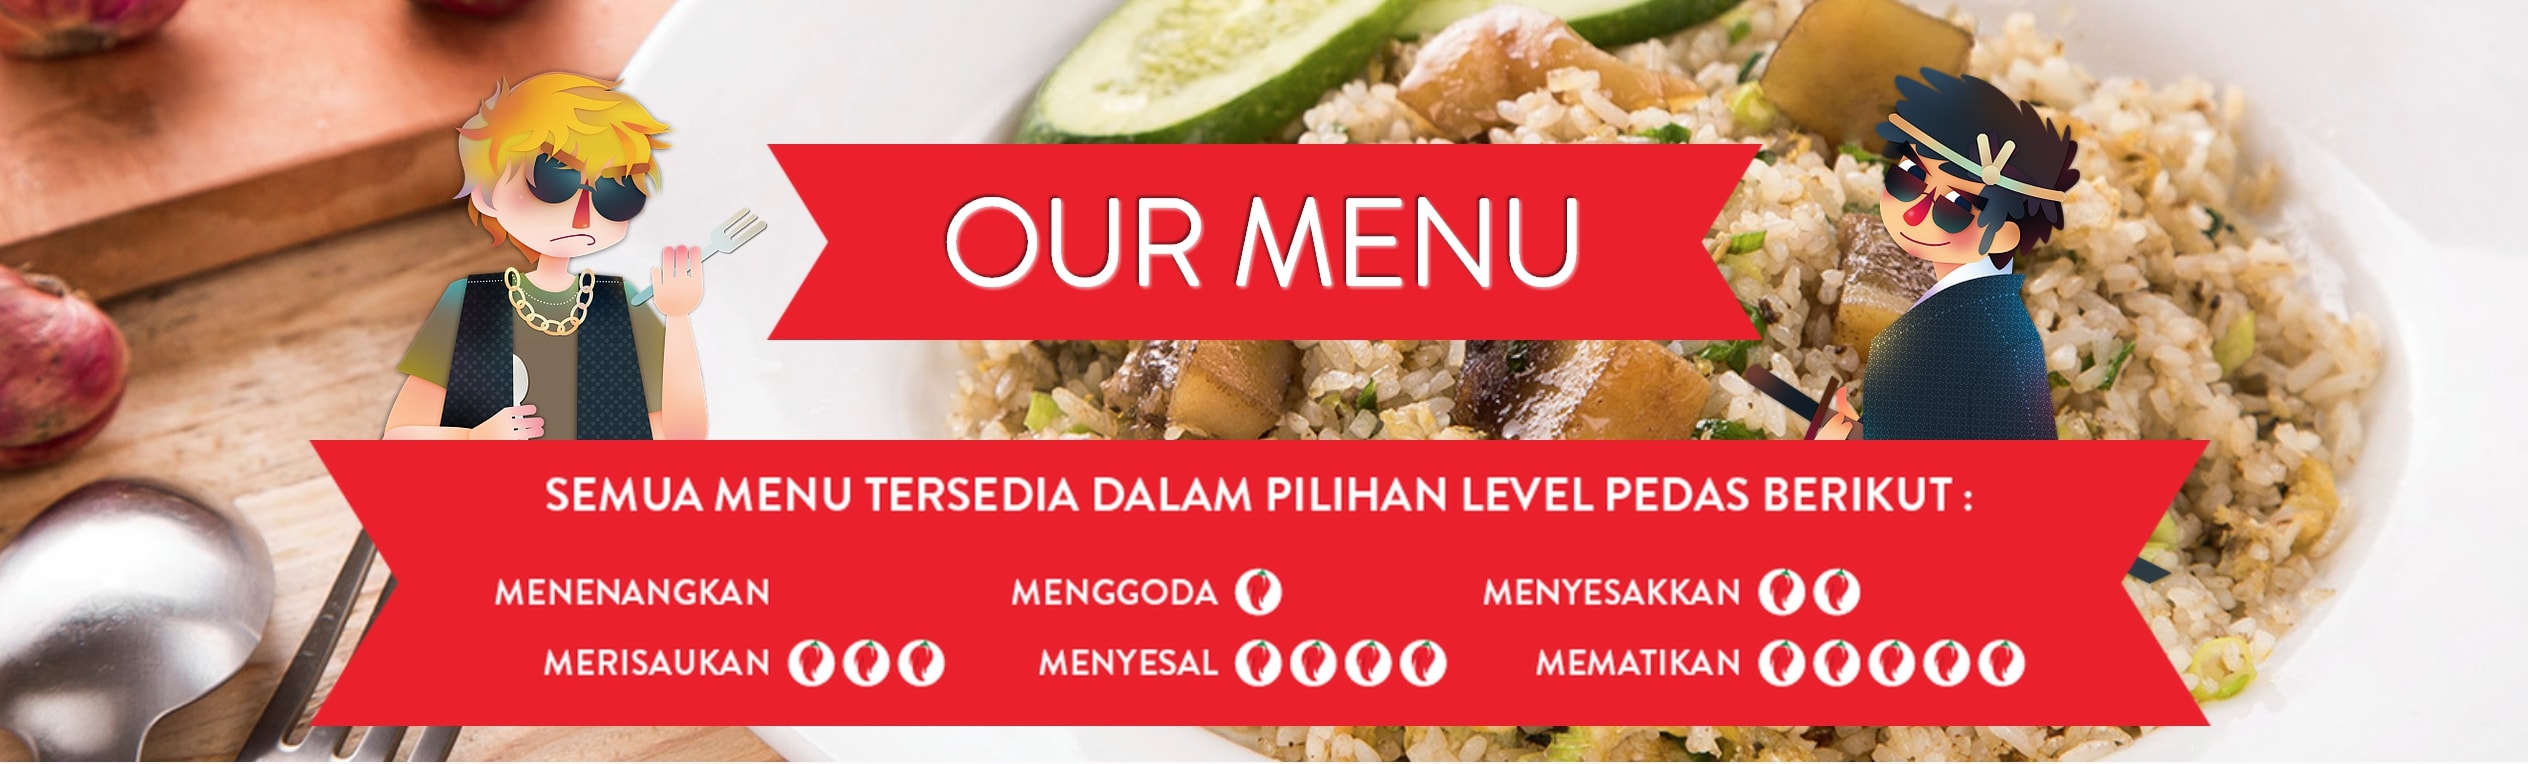 OUR MENU
SEMUA MENU TERSEDIA DALAM PILIHAN LEVEL PEDAS BERIKUT :
MENENANGKAN MENGGODA MENYESAKKAN
MERISAUKAN MENYESAL MEMATIKAN